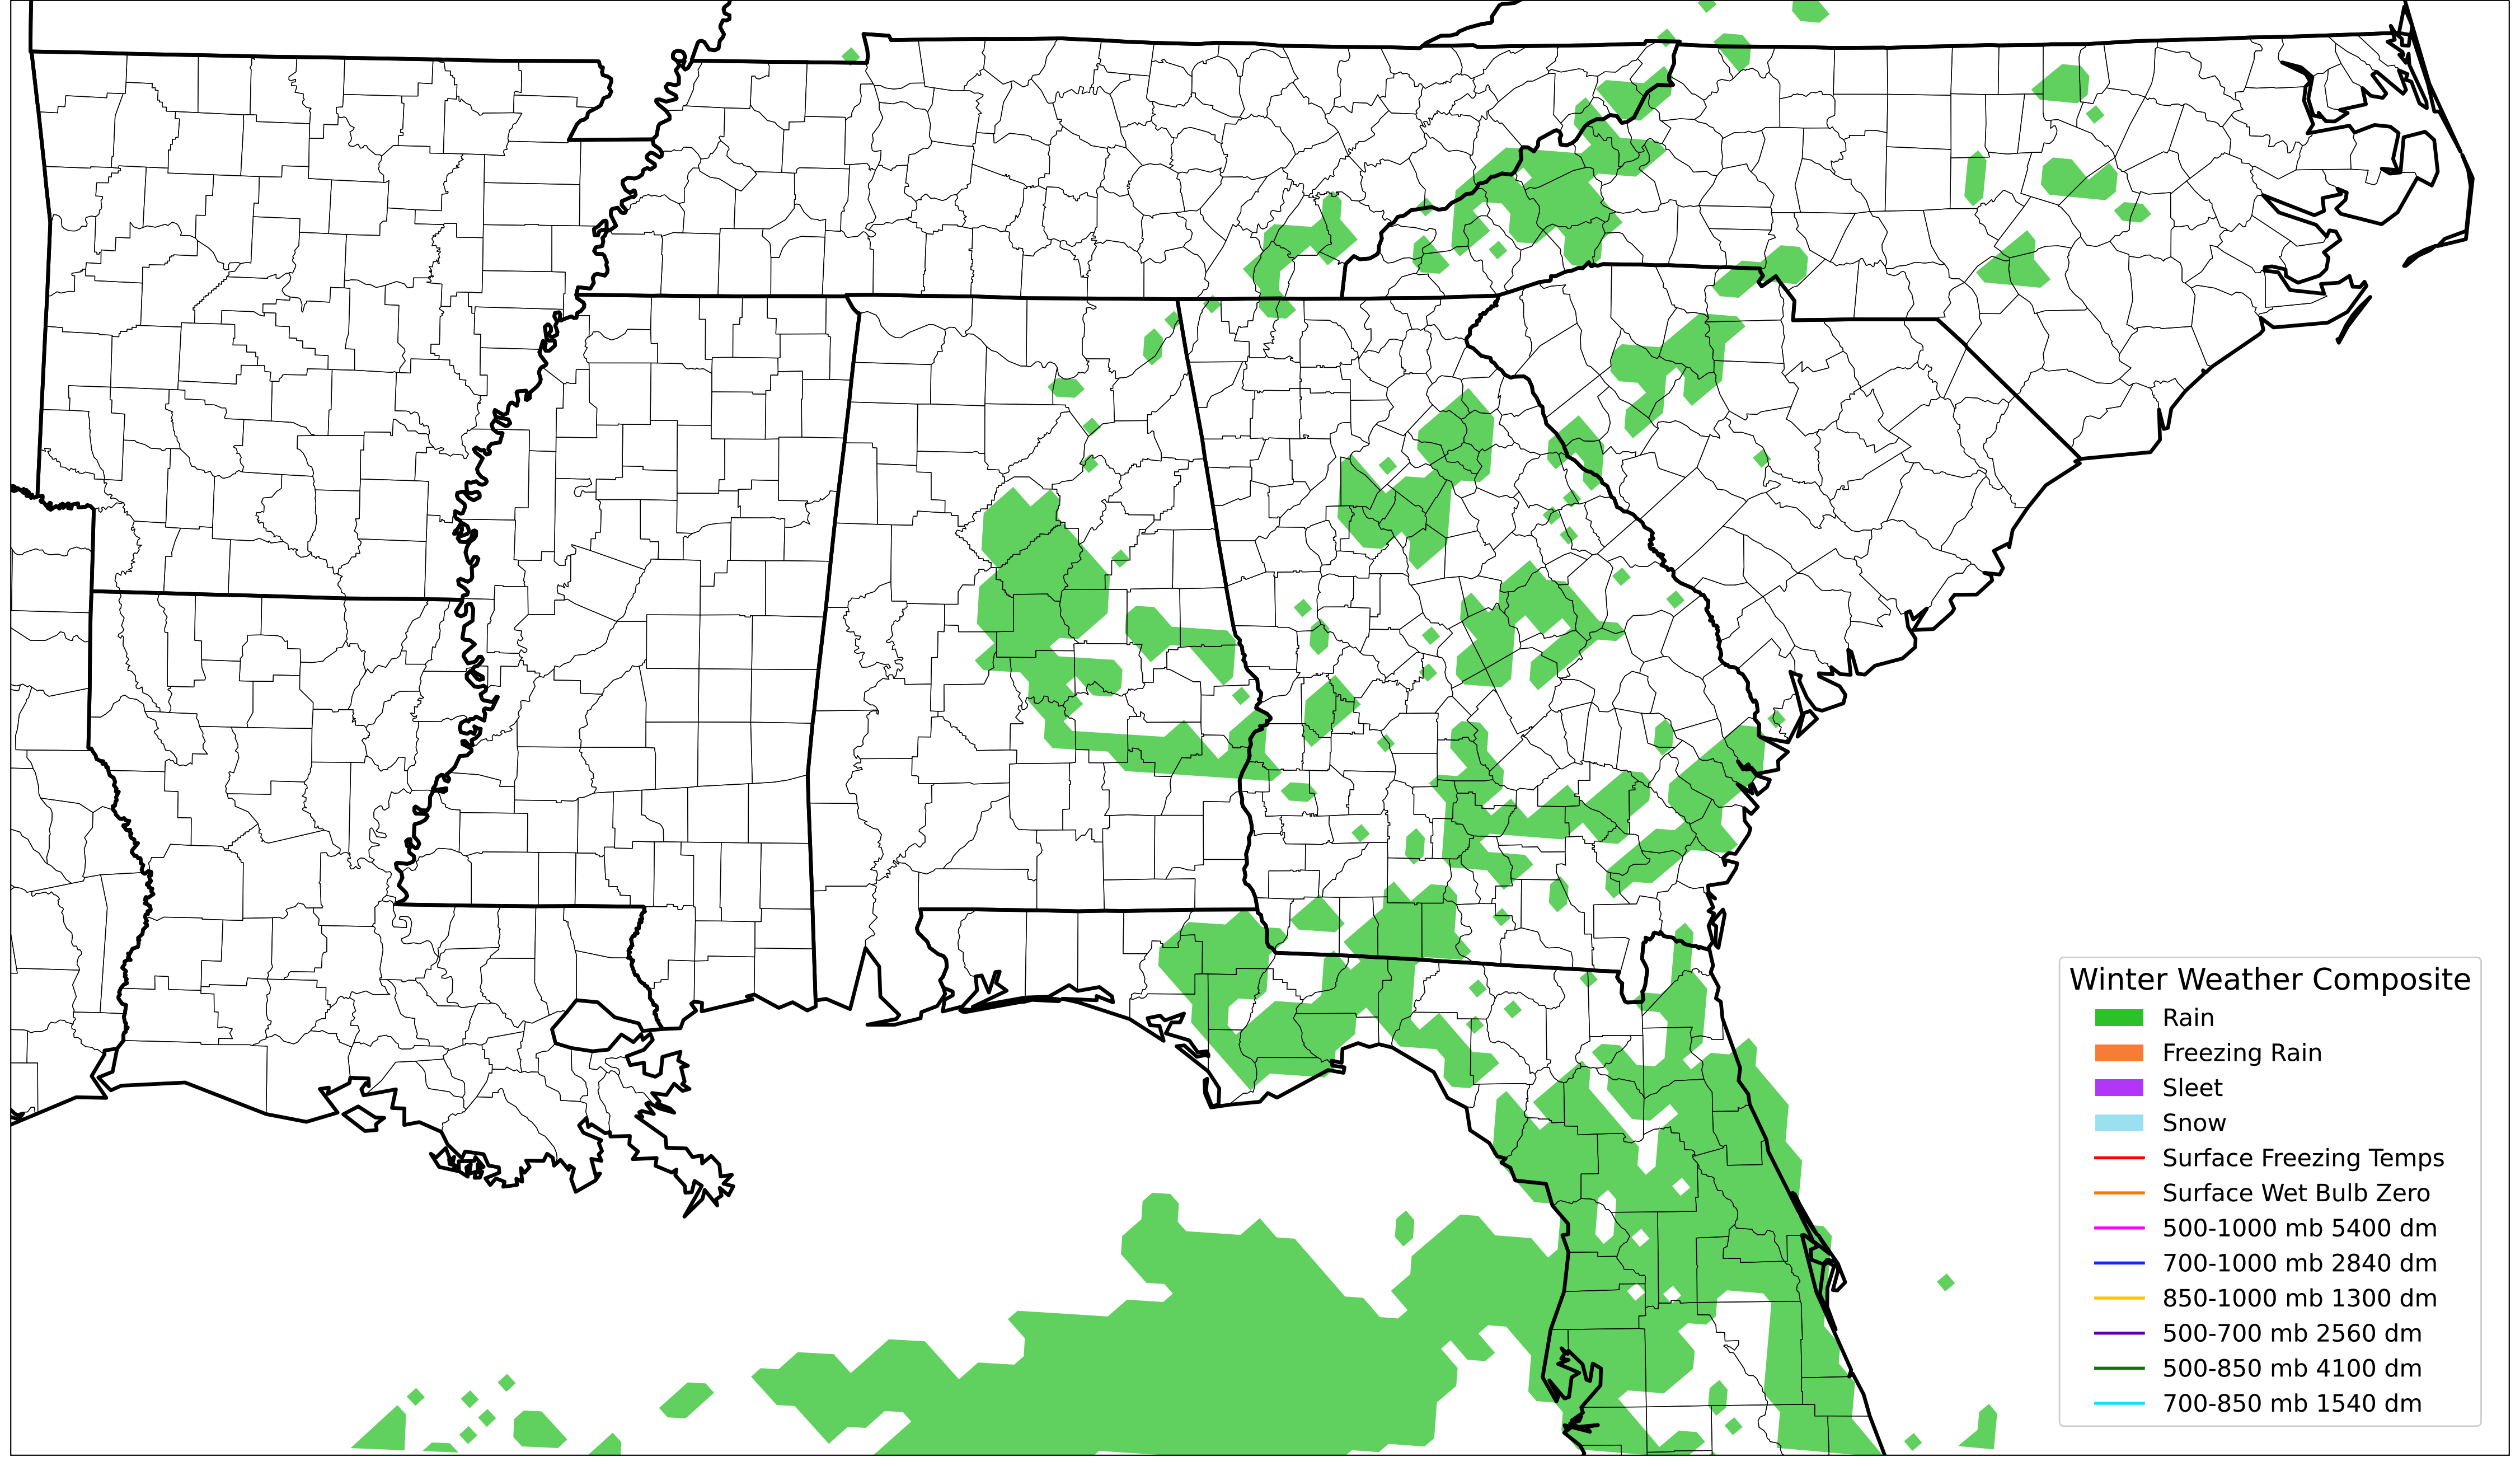 Winter Weather Composite
Rain
Freezing Rain
Sleet
Snow
Surface Freezing Temps
Surface Wet Bulb Zero
500-1000 mb 5400 dm
700-1000 mb 2840 dm
850-1000 mb 1300 dm
500-700 mb 2560 dm
500-850 mb 4100 dm
700-850 mb 1540 dm